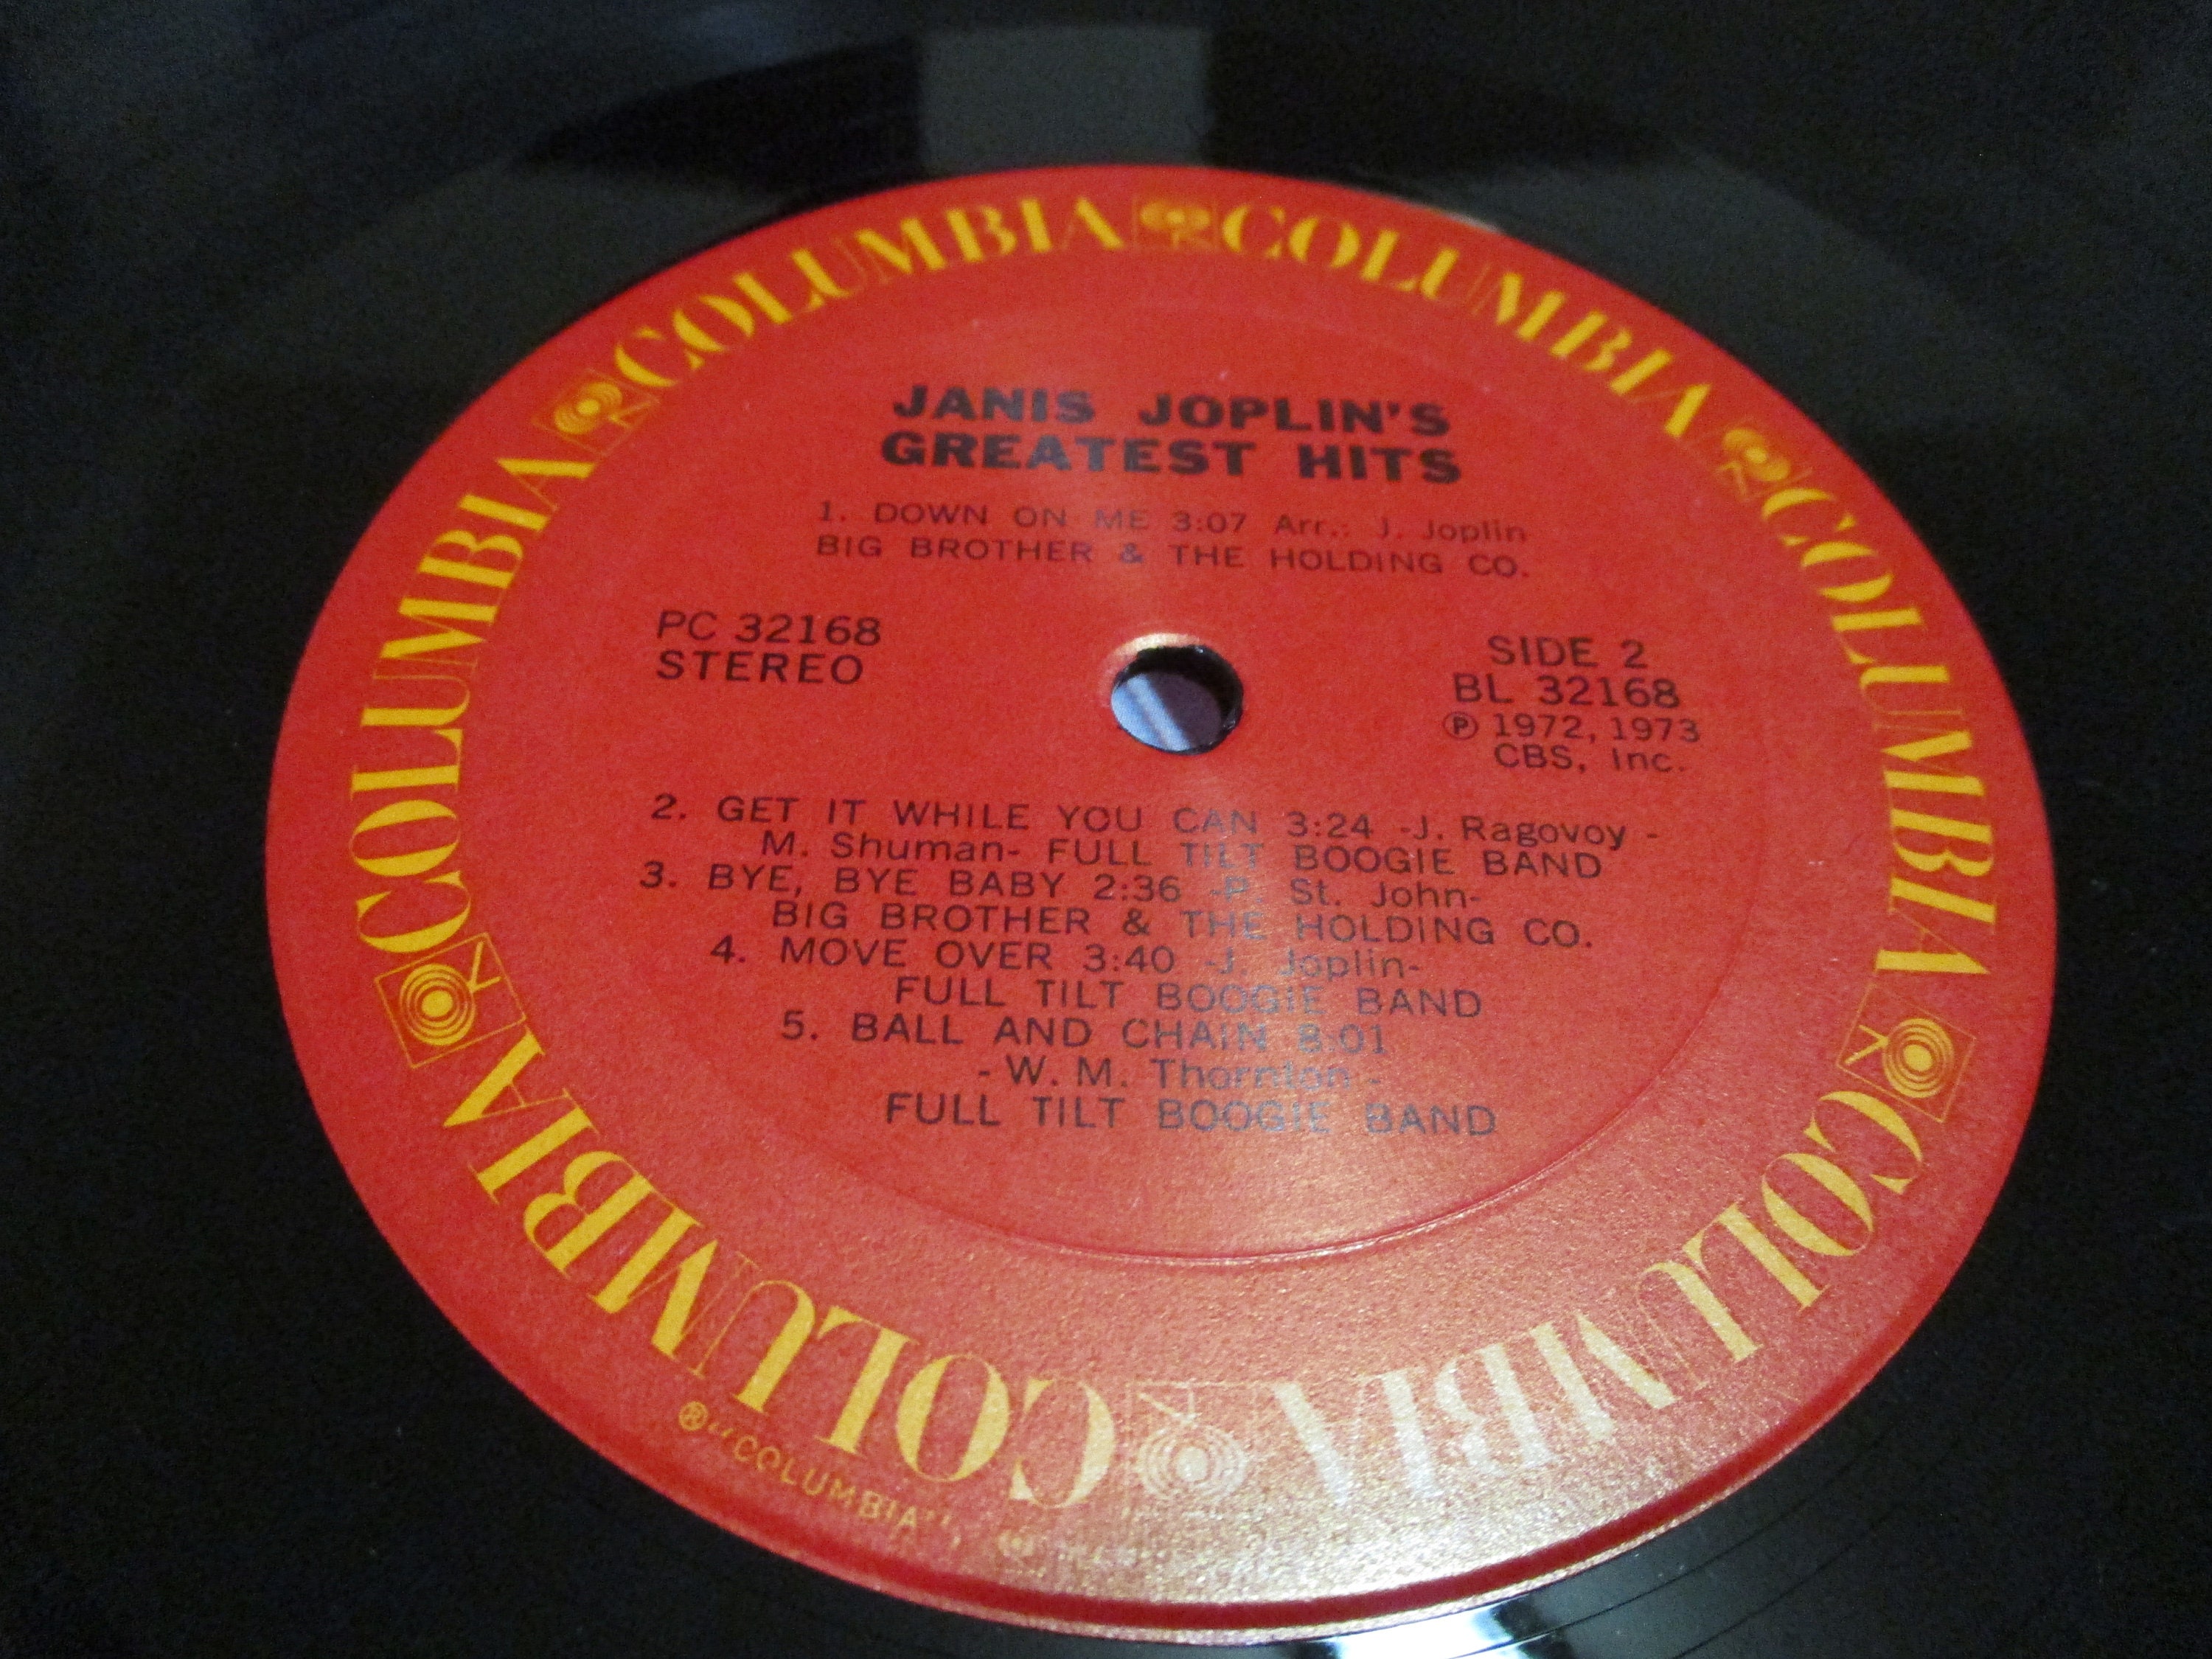 COLUMBIA COLUMBIA COLUMBIA COLUMBIA COLUMBIA COLUMBIA
JANIS JOPLIN'S
GREATEST HITS
1. DOWN ON ME 3:07 Arr.: J. Joplin
BIG BROTHER & THE HOLDING CO.
PC 32168
STEREO
SIDE 2
BL 32168
℗ 1972, 1973
CBS, Inc.
2. GET IT WHILE YOU CAN 3:24 -J. Ragovoy -
M. Shuman- FULL TILT BOOGIE BAND
3. BYE, BYE BABY 2:36 -P. St. John-
BIG BROTHER & THE HOLDING CO.
4. MOVE OVER 3:40 -J. Joplin-
FULL TILT BOOGIE BAND
5. BALL AND CHAIN 8:01
- W. M. Thornton -
FULL TILT BOOGIE BAND
® "COLUMBIA",